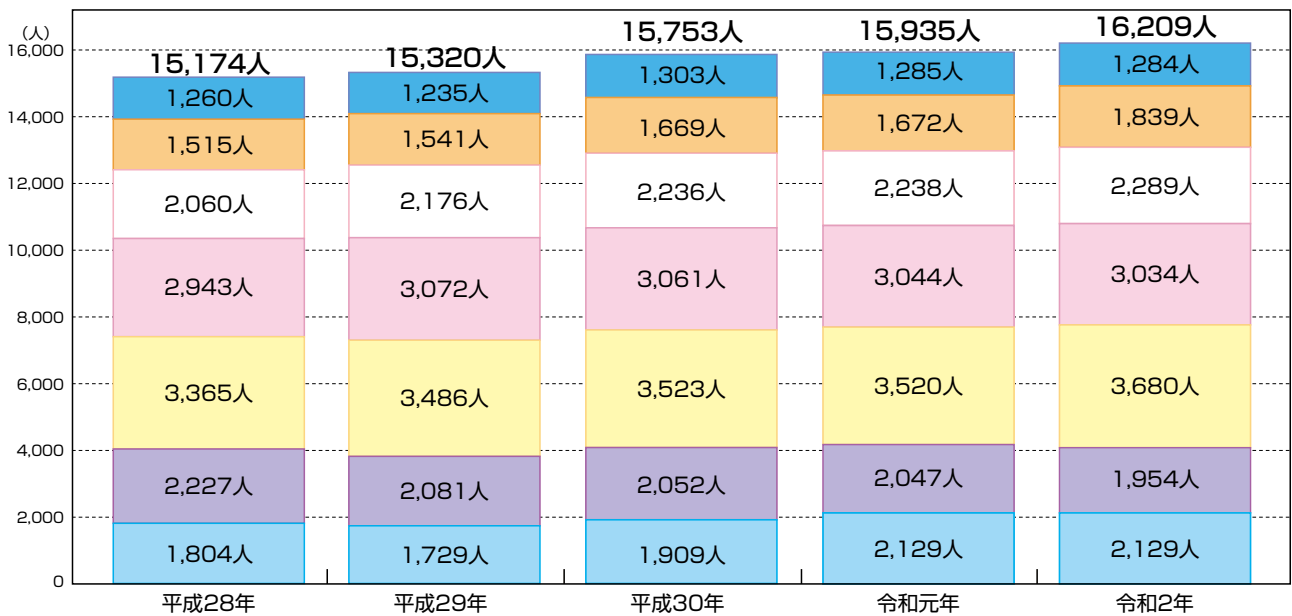 (人)
15,174人 15,320人 15,753人 15,935人 16,209人
16,000
1,260人 1,235人 1,303人 1,285人 1,284人
14,000
1,515人 1,541人 1,669人 1,672人 1,839人
12,000
2,060人 2,176人 2,236人 2,238人 2,289人
10,000
2,943人 3,072人 3,061人 3,044人 3,034人
8,000
6,000
3,365人 3,486人 3,523人 3,520人 3,680人
4,000
2,227人 2,081人 2,052人 2,047人 1,954人
2,000
1,804人 1,729人 1,909人 2,129人 2,129人
0
平成28年 平成29年 平成30年 令和元年 令和2年